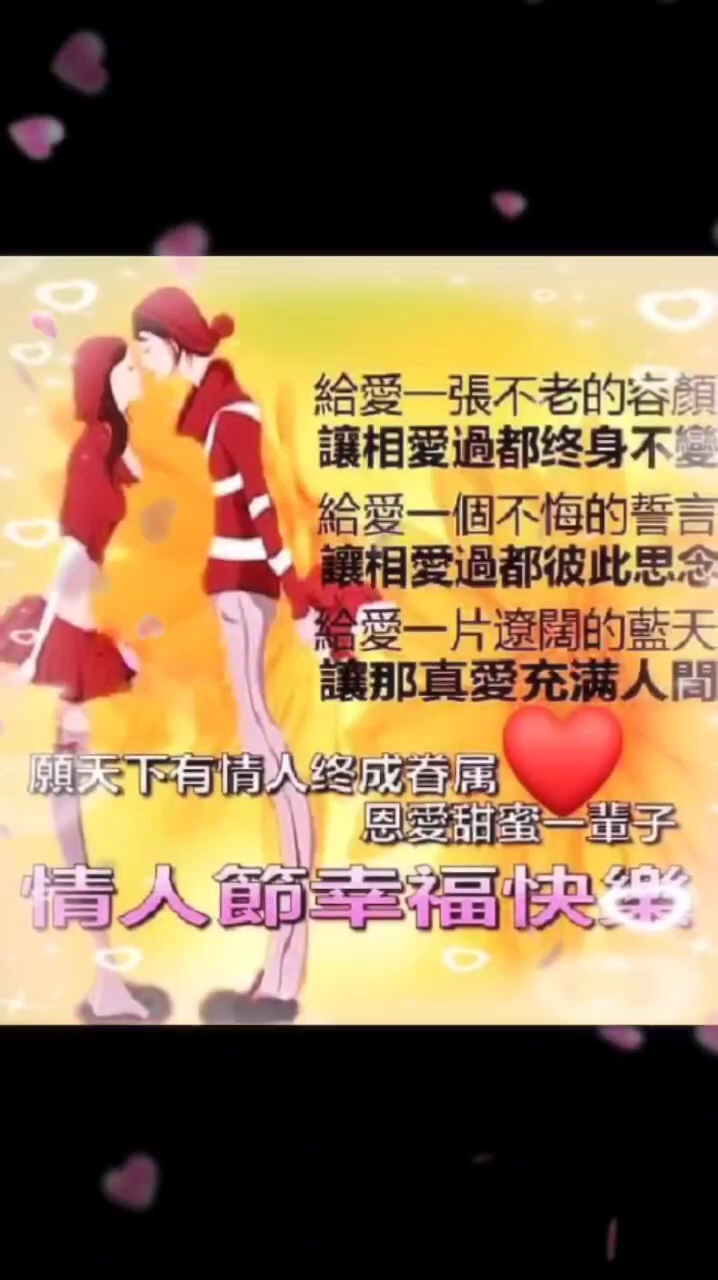 給愛一張不老的容顏
讓相愛過都终身不變
給愛一個不悔的誓言
讓相愛過都彼此思念
給愛一片遼闊的藍天
讓那真愛充满人間
願天下有情人终成眷属
恩愛甜蜜一輩子
情人節幸福快樂